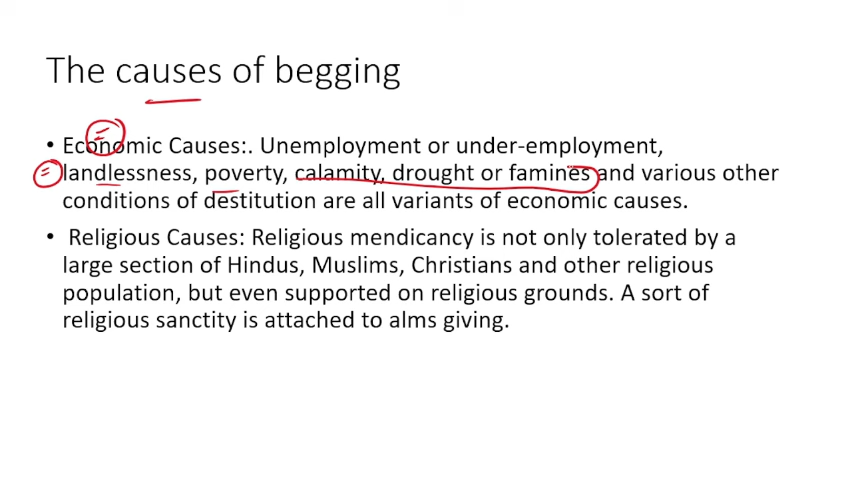 The causes of begging
• Economic Causes:. Unemployment or under-employment,
landlessness, poverty, calamity, drought or famines and various other
conditions of destitution are all variants of economic causes.
• Religious Causes: Religious mendicancy is not only tolerated by a
large section of Hindus, Muslims, Christians and other religious
population, but even supported on religious grounds. A sort of
religious sanctity is attached to alms giving.